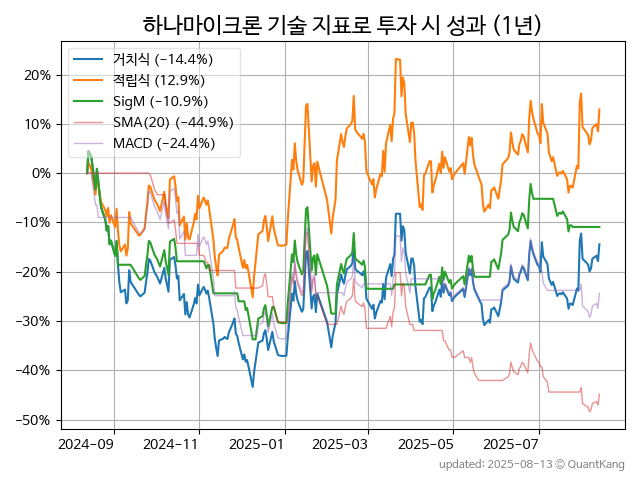 하나마이크론 기술 지표로 투자 시 성과 (1년)
거치식 (−14.4%)
적립식 (12.9%)
SigM (−10.9%)
SMA(20) (−44.9%)
MACD (−24.4%)
20%
10%
0%
−10%
−20%
−30%
−40%
−50%
2024-09 2024-11 2025-01 2025-03 2025-05 2025-07
updated: 2025-08-13 © QuantKang